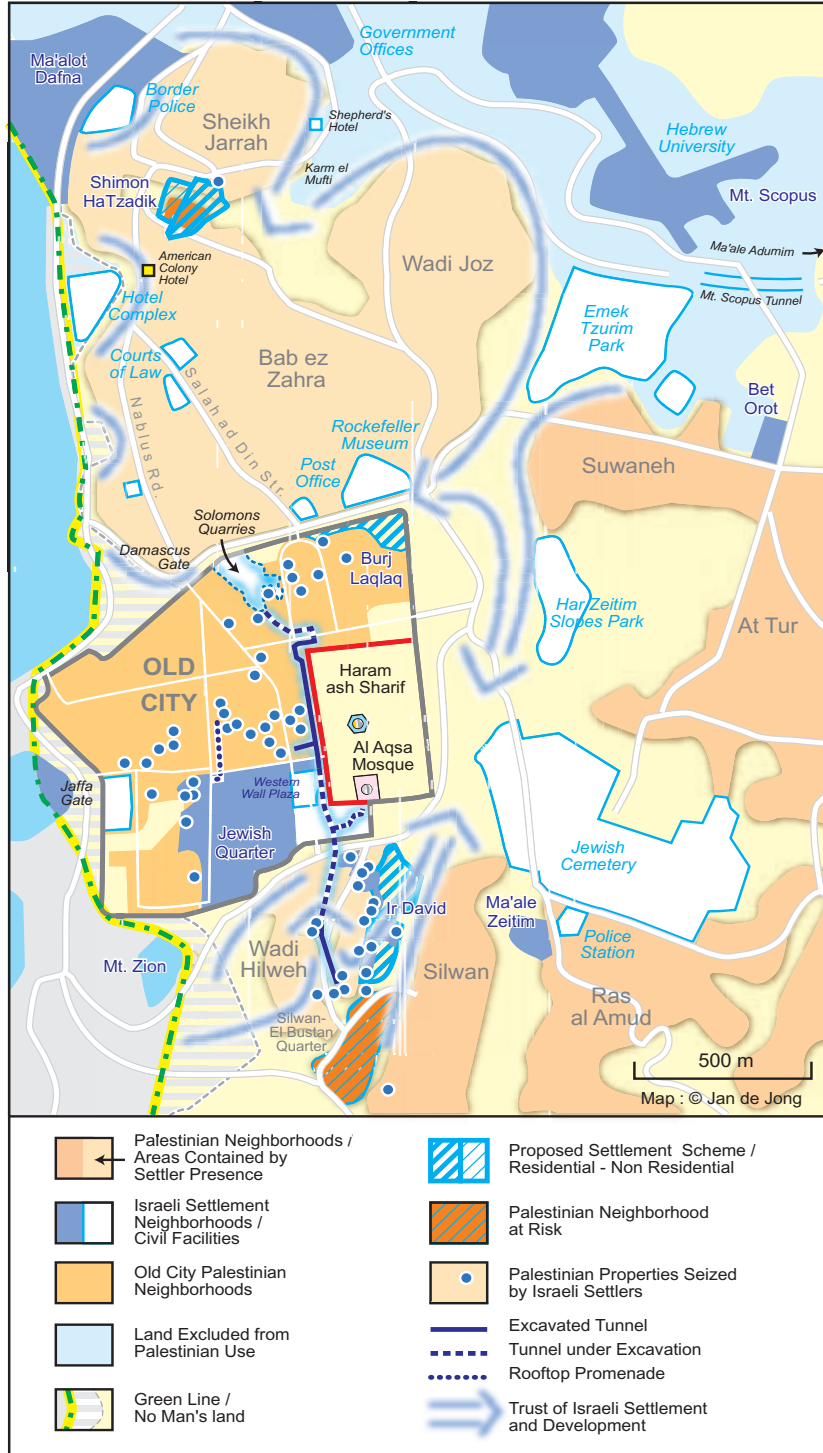 Government
Offices
Ma'alot
Dafna
Border
Police
Sheikh
Jarrah
Shepherd's
Hotel
Hebrew
University
Karm el
Mufti
Shimon
HaTzadik
Mt. Scopus
American
Colony
Hotel
Wadi Joz
Ma'ale Adumim
Mt. Scopus Tunnel
Hotel
Complex
Emek
Tzurim
Park
Courts
of Law
Bab ez
Zahra
Bet
Orot
Nablus Rd.
Salahad Din Str.
Rockefeller
Museum
Suwaneh
Post
Office
Solomons
Quarries
Damascus
Gate
Burj
Laqlaq
Har Zeitim
Slopes Park
At Tur
OLD
CITY
Haram
ash Sharif
Al Aqsa
Mosque
Jaffa
Gate
Western
Wall Plaza
Jewish
Quarter
Jewish
Cemetery
Ir David
Ma'ale
Zeitim
Police
Station
Mt. Zion
Wadi
Hilweh
Silwan
Silwan-
El Bustan
Quarter
Ras
al Amud
500 m
Map : © Jan de Jong
Palestinian Neighborhoods /
Areas Contained by
Settler Presence
Israeli Settlement
Neighborhoods /
Civil Facilities
Old City Palestinian
Neighborhoods
Land Excluded from
Palestinian Use
Green Line /
No Man's land
Proposed Settlement Scheme /
Residential - Non Residential
Palestinian Neighborhood
at Risk
Palestinian Properties Seized
by Israeli Settlers
Excavated Tunnel
Tunnel under Excavation
Rooftop Promenade
Trust of Israeli Settlement
and Development